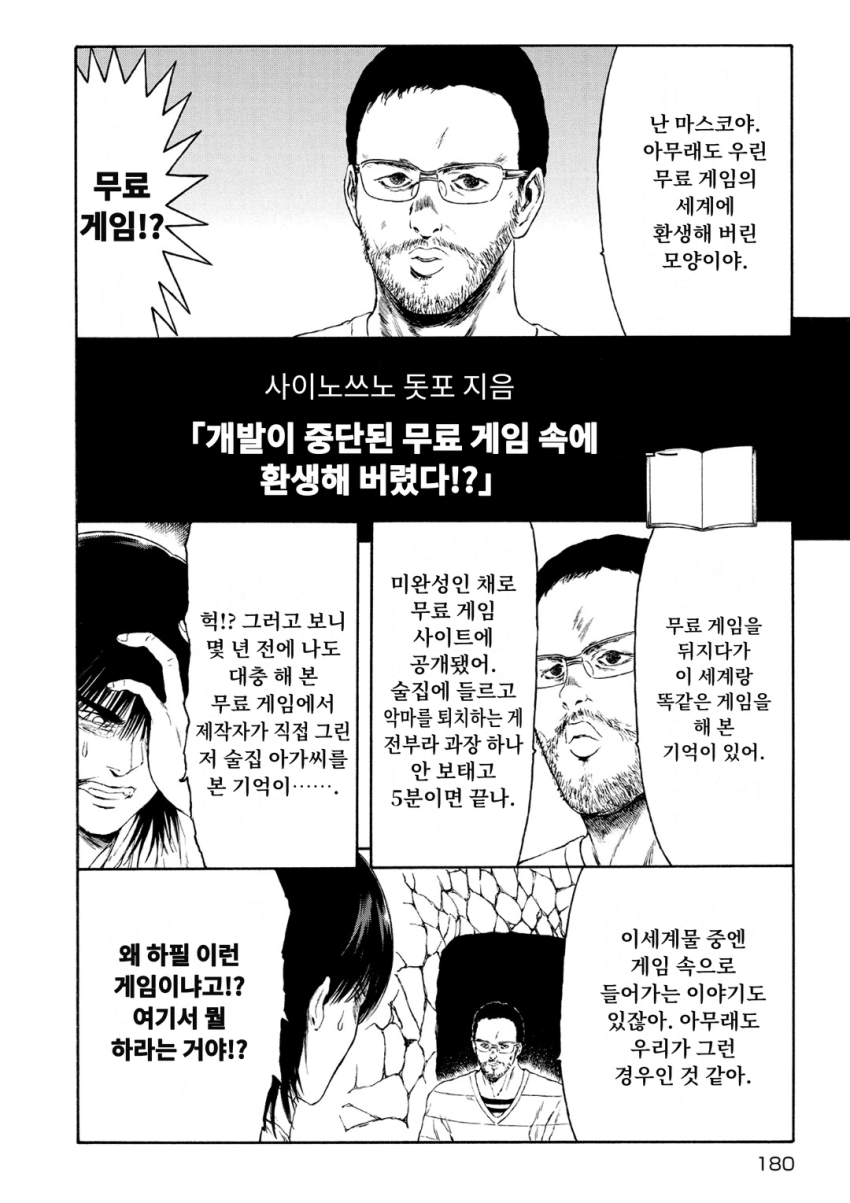 난 마스코야.
아무래도 우린
무료 게임의
세계에
환생해 버린
모양이야.
무료
게임!?
사이노쓰노 돗포 지음
「개발이 중단된 무료 게임 속에
환생해 버렸다!?」
무료 게임을
뒤지다가
이 세계랑
똑같은 게임을
해 본
기억이 있어.
미완성인 채로
무료 게임
사이트에
공개됐어.
술집에 들르고
악마를 퇴치하는 게
전부라 과장 하나
안 보태고
5분이면 끝나.
헉!? 그러고 보니
몇 년 전에 나도
대충 해 본
무료 게임에서
제작자가 직접 그린
저 술집 아가씨를
본 기억이…….
이세계물 중엔
게임 속으로
들어가는 이야기도
있잖아. 아무래도
우리가 그런
경우인 것 같아.
왜 하필 이런
게임이냐고!?
여기서 뭘
하라는 거야!?
180